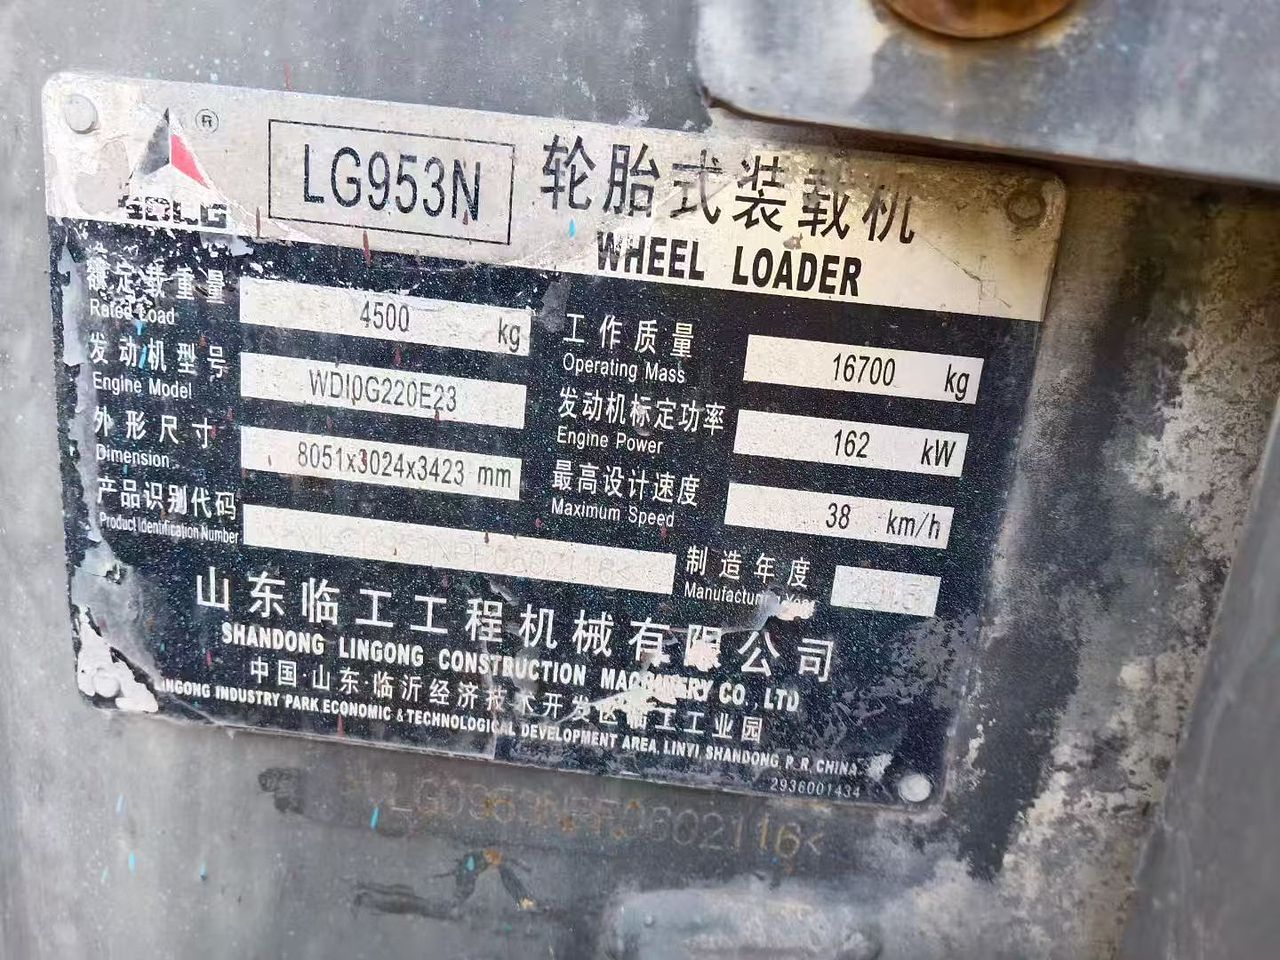 ®
SDLG
LG953N
轮胎式装载机
WHEEL LOADER
额定载重量
Rated Load
4500 kg
工作质量
Operating Mass
16700 kg
发动机型号
Engine Model
WD10G220E23
发动机标定功率
Engine Power
162 kW
外形尺寸
Dimension
8051x3024x3423 mm
最高设计速度
Maximum Speed
38 km/h
产品识别代码
Product Identification Number
制造年度
Manufacturing Year
山东临工工程机械有限公司
SHANDONG LINGONG CONSTRUCTION MACHINERY CO., LTD
中国·山东·临沂经济技术开发区临工工业园
LINGONG INDUSTRY PARK ECONOMIC & TECHNOLOGICAL DEVELOPMENT AREA, LINYI, SHANDONG, P. R. CHINA
2936001434